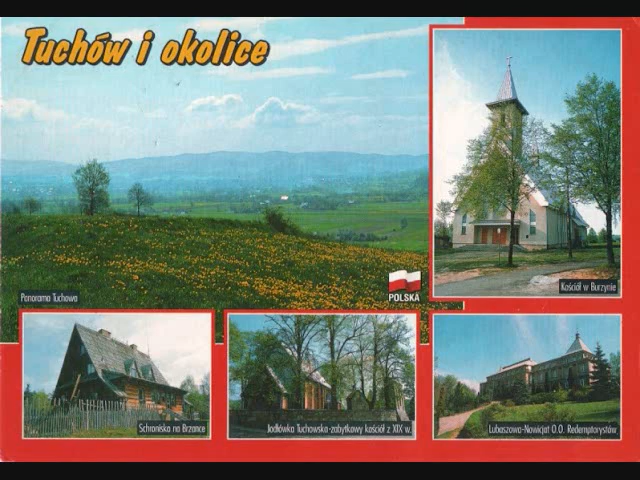 Tuchów i okolice
Panorama Tuchowa
POLSKA
Kościół w Burzynie
Schronisko na Brzance
Jodłówka Tuchowska-zabytkowy kościół z XIX w.
Lubaszowa-Nowicjat O.O. Redemptorystów